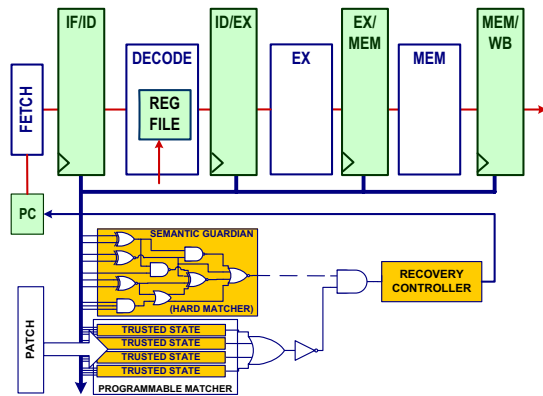 IF/ID
ID/EX
EX/
MEM
MEM/
WB
DECODE
EX
MEM
FETCH
REG
FILE
PC
SEMANTIC GUARDIAN
(HARD MATCHER)
RECOVERY
CONTROLLER
PATCH
TRUSTED STATE
TRUSTED STATE
TRUSTED STATE
TRUSTED STATE
PROGRAMMABLE MATCHER